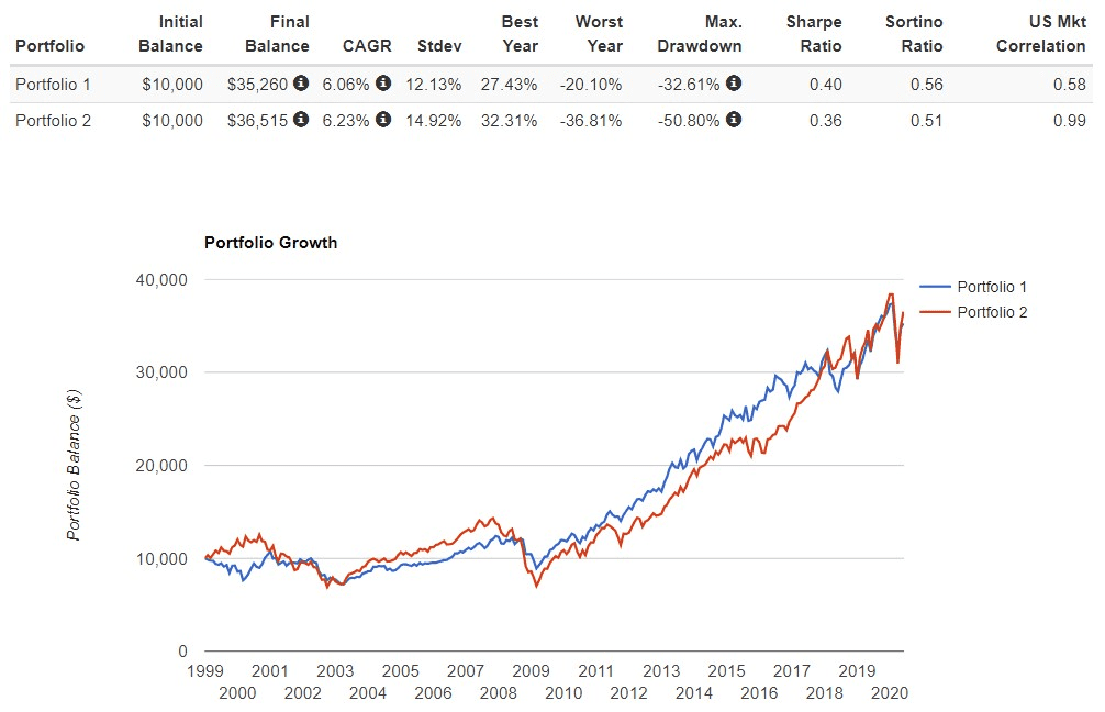 Initial Final Best Worst Max. Sharpe Sortino US Mkt
Portfolio Balance Balance CAGR Stdev Year Year Drawdown Ratio Ratio Correlation
Portfolio 1 $10,000 $35,260 6.06% 12.13% 27.43% -20.10% -32.61% 0.40 0.56 0.58
Portfolio 2 $10,000 $36,515 6.23% 14.92% 32.31% -36.81% -50.80% 0.36 0.51 0.99
Portfolio Growth
40,000
30,000
20,000
10,000
0
Portfolio Balance ($)
Portfolio 1
Portfolio 2
1999 2001 2003 2005 2007 2009 2011 2013 2015 2017 2019
2000 2002 2004 2006 2008 2010 2012 2014 2016 2018 2020